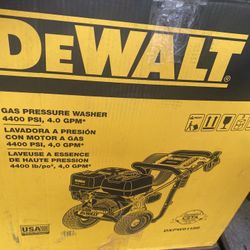 DEWALT
GAS PRESSURE WASHER
4400 PSI, 4.0 GPM*
LAVADORA A PRESIÓN
CON MOTOR A GAS
4400 PSI, 4,0 GPM*
LAVEUSE À ESSENCE
DE HAUTE PRESSION
4400 lb/po², 4,0 GPM*
USA